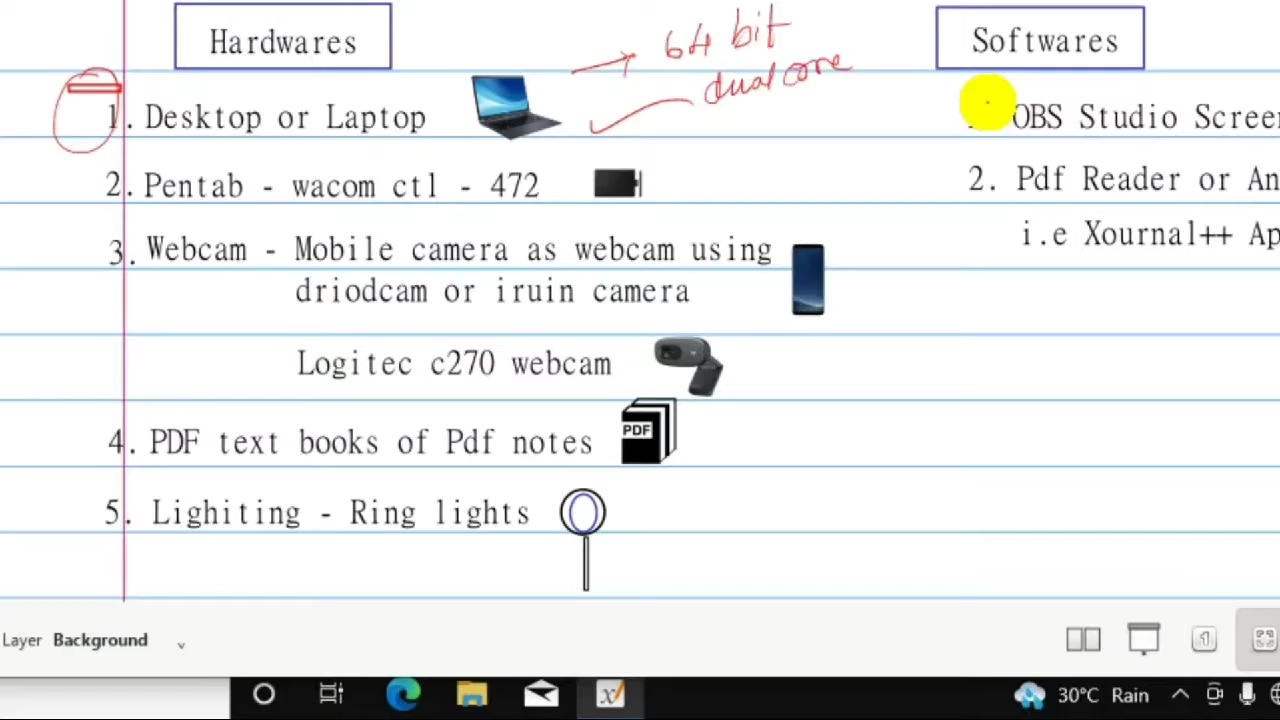 Hardwares
Softwares
64 bit
dual core
1. Desktop or Laptop
2. Pentab - wacom ctl - 472
3. Webcam - Mobile camera as webcam using
driodcam or iruin camera
Logitec c270 webcam
4. PDF text books of Pdf notes
PDF
5. Lighiting - Ring lights
OBS Studio Screen
2. Pdf Reader or An
i.e Xournal++ Ap
Layer Background
1
30°C Rain